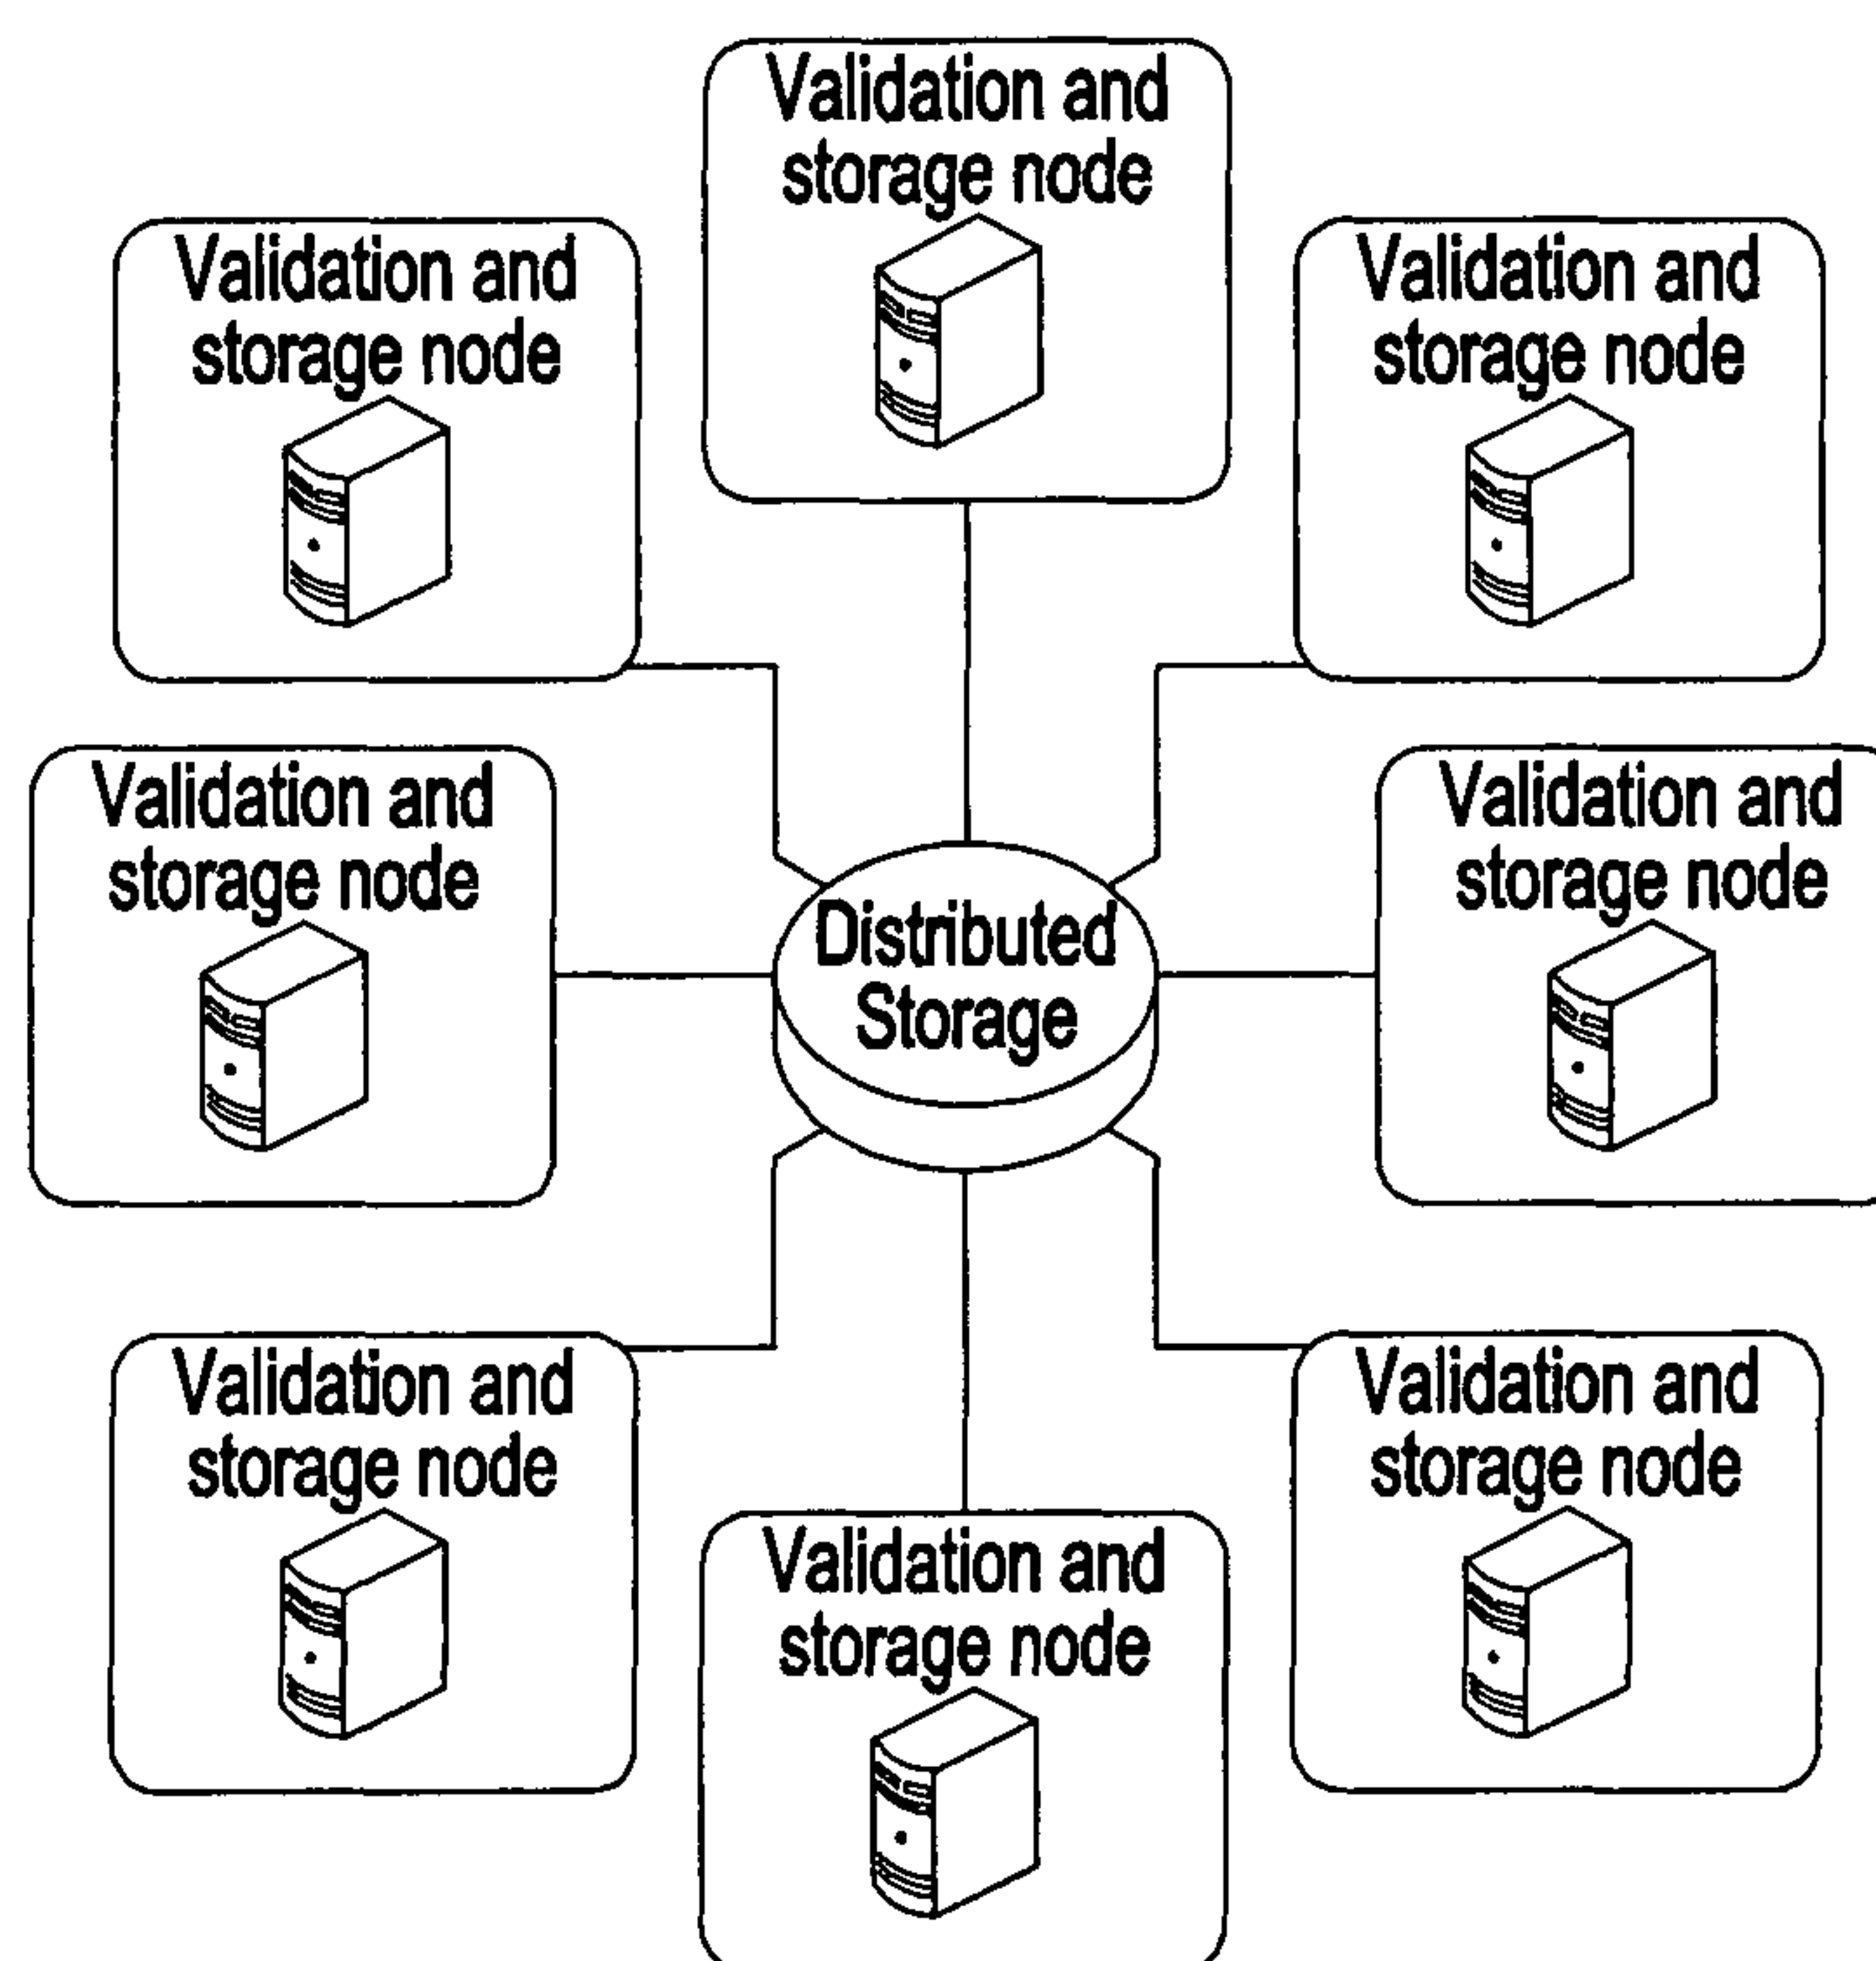 Validation and
storage node
Validation and
storage node
Validation and
storage node
Validation and
storage node
Distributed
Storage
Validation and
storage node
Validation and
storage node
Validation and
storage node
Validation and
storage node